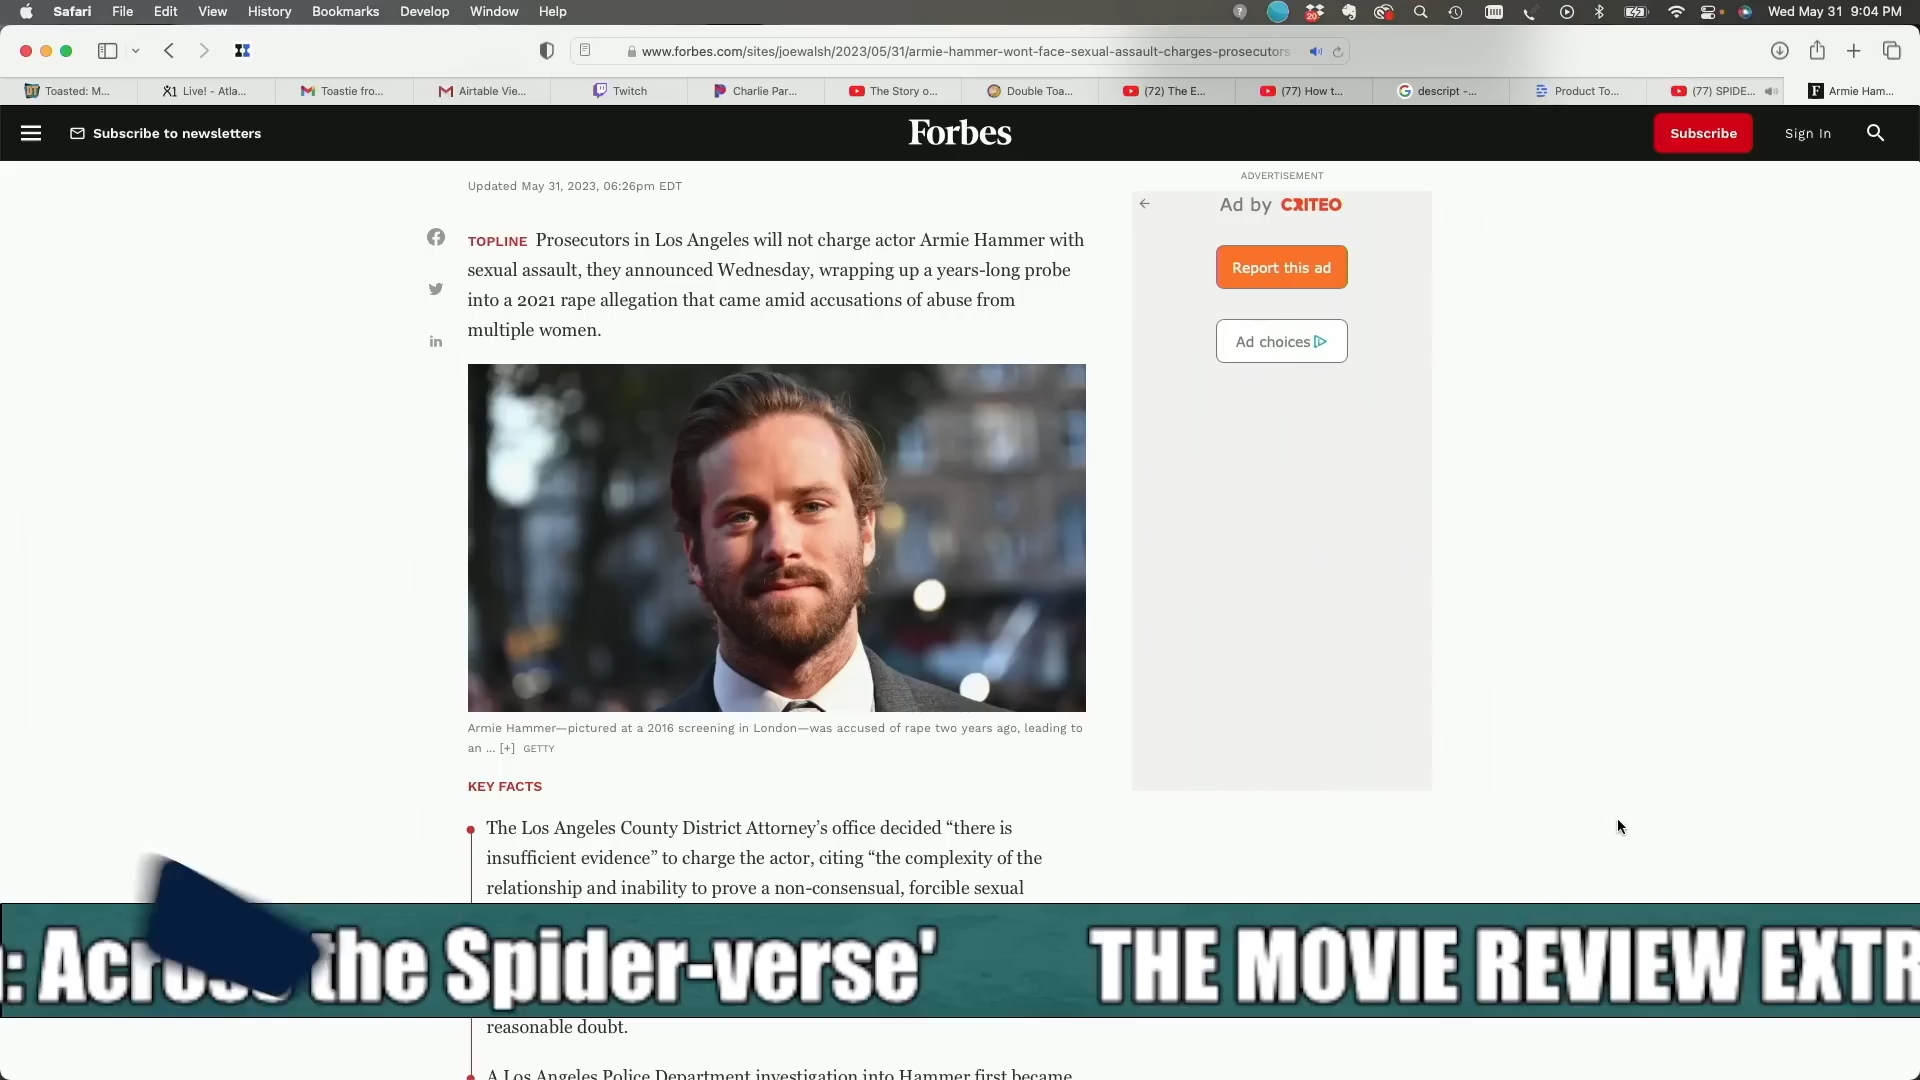 Safari File Edit View History Bookmarks Develop Window Help
20
Wed May 31 9:04 PM
www.forbes.com/sites/joewalsh/2023/05/31/armie-hammer-wont-face-sexual-assault-charges-prosecutors
Toasted: M... Live! - Atla... Toastie fro... Airtable Vie... Twitch Charlie Par... The Story o... Double Toa... (72) The E... (77) How t... descript -... Product To... (77) SPIDE... Armie Ham...
Subscribe to newsletters
Forbes
Subscribe
Sign In
Updated May 31, 2023, 06:26pm EDT
TOPLINE Prosecutors in Los Angeles will not charge actor Armie Hammer with
sexual assault, they announced Wednesday, wrapping up a years-long probe
into a 2021 rape allegation that came amid accusations of abuse from
multiple women.
ADVERTISEMENT
Ad by CRITEO
Report this ad
Ad choices
Armie Hammer—pictured at a 2016 screening in London—was accused of rape two years ago, leading to
an ... [+] GETTY
KEY FACTS
The Los Angeles County District Attorney’s office decided “there is
insufficient evidence” to charge the actor, citing “the complexity of the
relationship and inability to prove a non-consensual, forcible sexual
: Across the Spider-verse' THE MOVIE REVIEW EXTR
reasonable doubt.
A Los Angeles Police Department investigation into Hammer first became